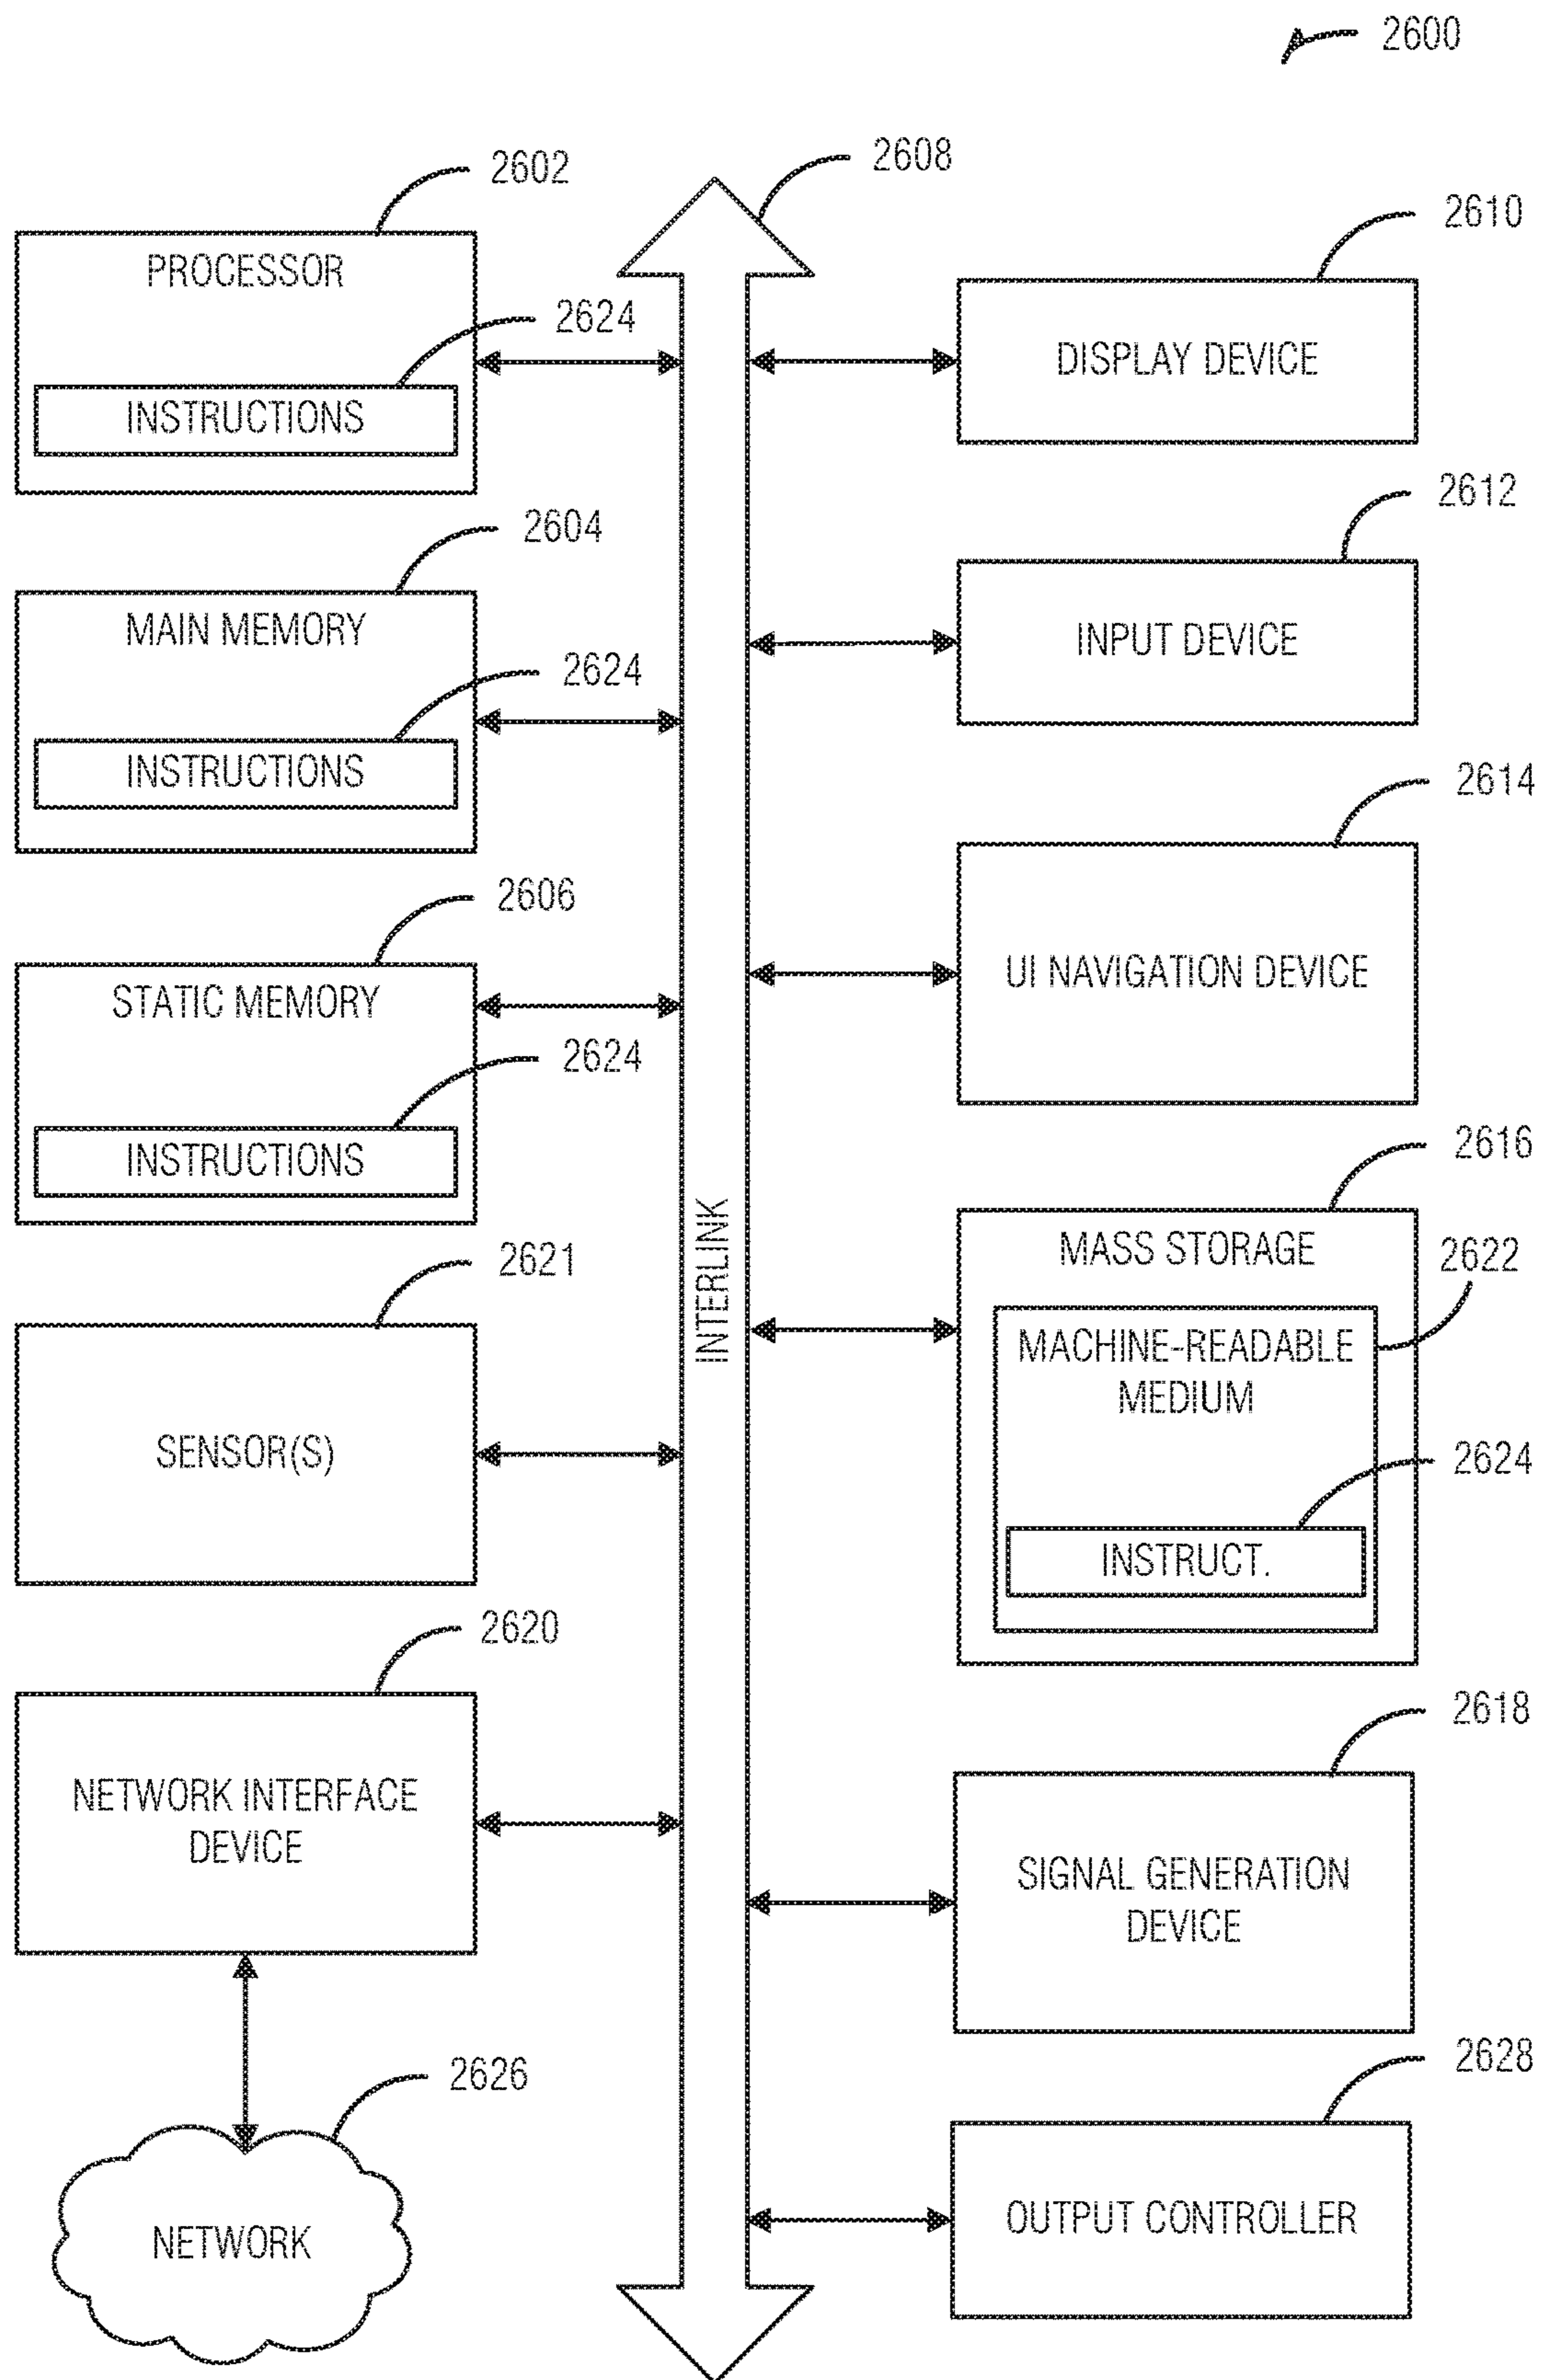 2600
2602
PROCESSOR
2624
INSTRUCTIONS
2604
MAIN MEMORY
2624
INSTRUCTIONS
2606
STATIC MEMORY
2624
INSTRUCTIONS
2621
SENSOR(S)
2620
NETWORK INTERFACE
DEVICE
2626
NETWORK
2608
INTERLINK
2610
DISPLAY DEVICE
2612
INPUT DEVICE
2614
UI NAVIGATION DEVICE
2616
MASS STORAGE
2622
MACHINE-READABLE
MEDIUM
2624
INSTRUCT.
2618
SIGNAL GENERATION
DEVICE
2628
OUTPUT CONTROLLER